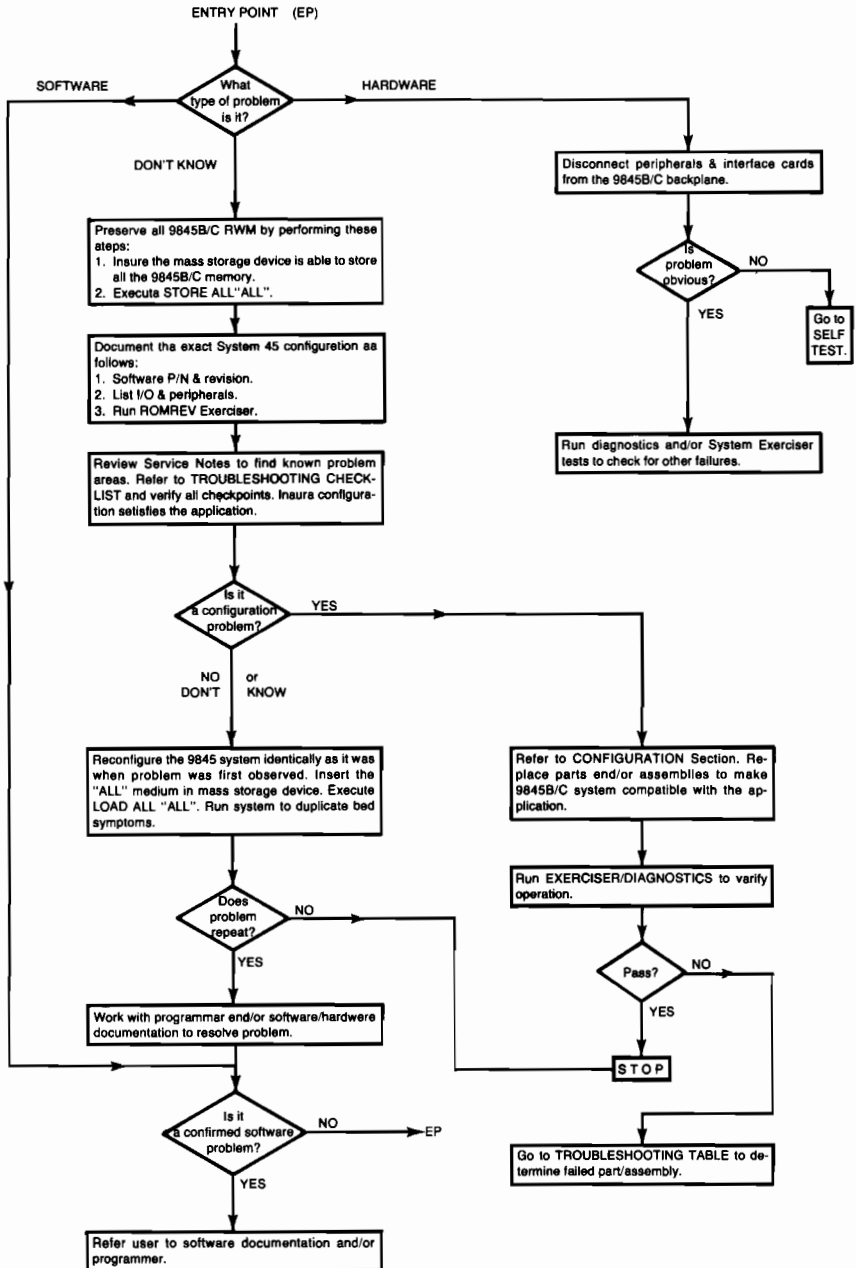 ENTRY POINT (EP)
What
type of problem
is it?
SOFTWARE
HARDWARE
DON'T KNOW
Disconnect peripherals & interface cards
from the 9845B/C backplane.
Is
problem
obvious?
NO
YES
Go to
SELF
TEST.
Run diagnostics and/or System Exerciser
tests to check for other failures.
Preserve all 9845B/C RWM by performing these
ateps:
1. Insure the mass storage device is able to store
all the 9845B/C memory.
2. Executa STORE ALL"ALL".
Document tha exact System 45 configuretion aa
follows:
1. Software P/N & revision.
2. List I/O & peripherals.
3. Run ROMREV Exerciser.
Review Service Notes to find known problem
areas. Refer to TROUBLESHOOTING CHECK-
LIST and verify all checkpoints. Inaura configura-
tion setisfies the application.
Is it
a configuration
problem?
YES
NO or
DON'T KNOW
Reconfigure the 9845 system identically as it was
when problem was first observed. Insert the
"ALL" medium in mass storage device. Execute
LOAD ALL "ALL". Run system to duplicate bed
symptoms.
Does
problem
repeat?
NO
YES
Work with programmar end/or software/hardwere
documentation to resolve problem.
Is it
a confirmed software
problem?
NO
EP
YES
Refer user to software documentation and/or
programmer.
Refer to CONFIGURATION Section. Re-
place parts end/or assemblies to make
9845B/C system compatible with the ap-
plication.
Run EXERCISER/DIAGNOSTICS to varify
operation.
Pass?
NO
YES
STOP
Go to TROUBLESHOOTING TABLE to de-
termine failed part/assembly.